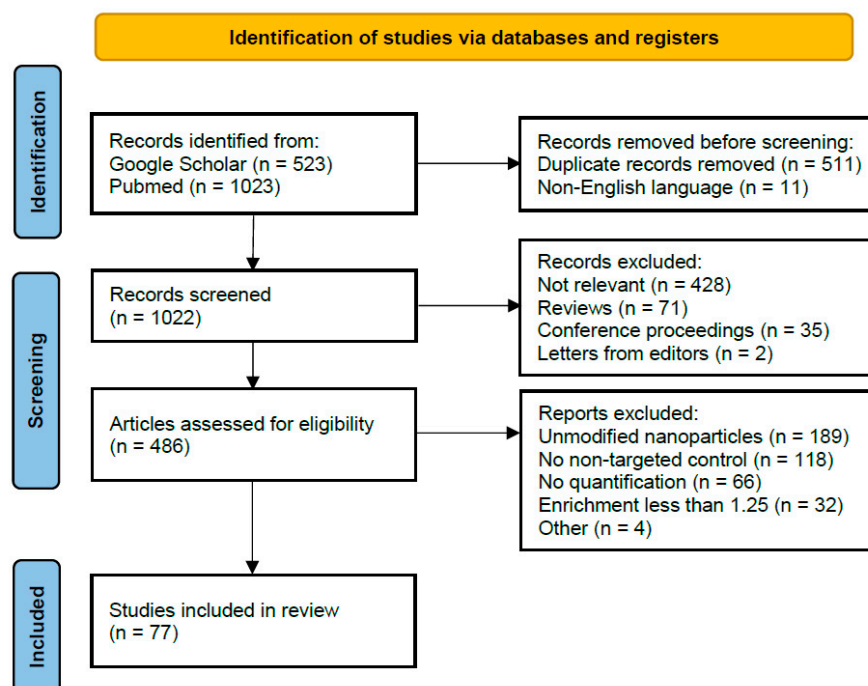 Identification of studies via databases and registers
Identification
Records identified from:
Google Scholar (n = 523)
Pubmed (n = 1023)
Records removed before screening:
Duplicate records removed (n = 511)
Non-English language (n = 11)
Screening
Records screened
(n = 1022)
Records excluded:
Not relevant (n = 428)
Reviews (n = 71)
Conference proceedings (n = 35)
Letters from editors (n = 2)
Articles assessed for eligibility
(n = 486)
Reports excluded:
Unmodified nanoparticles (n = 189)
No non-targeted control (n = 118)
No quantification (n = 66)
Enrichment less than 1.25 (n = 32)
Other (n = 4)
Included
Studies included in review
(n = 77)